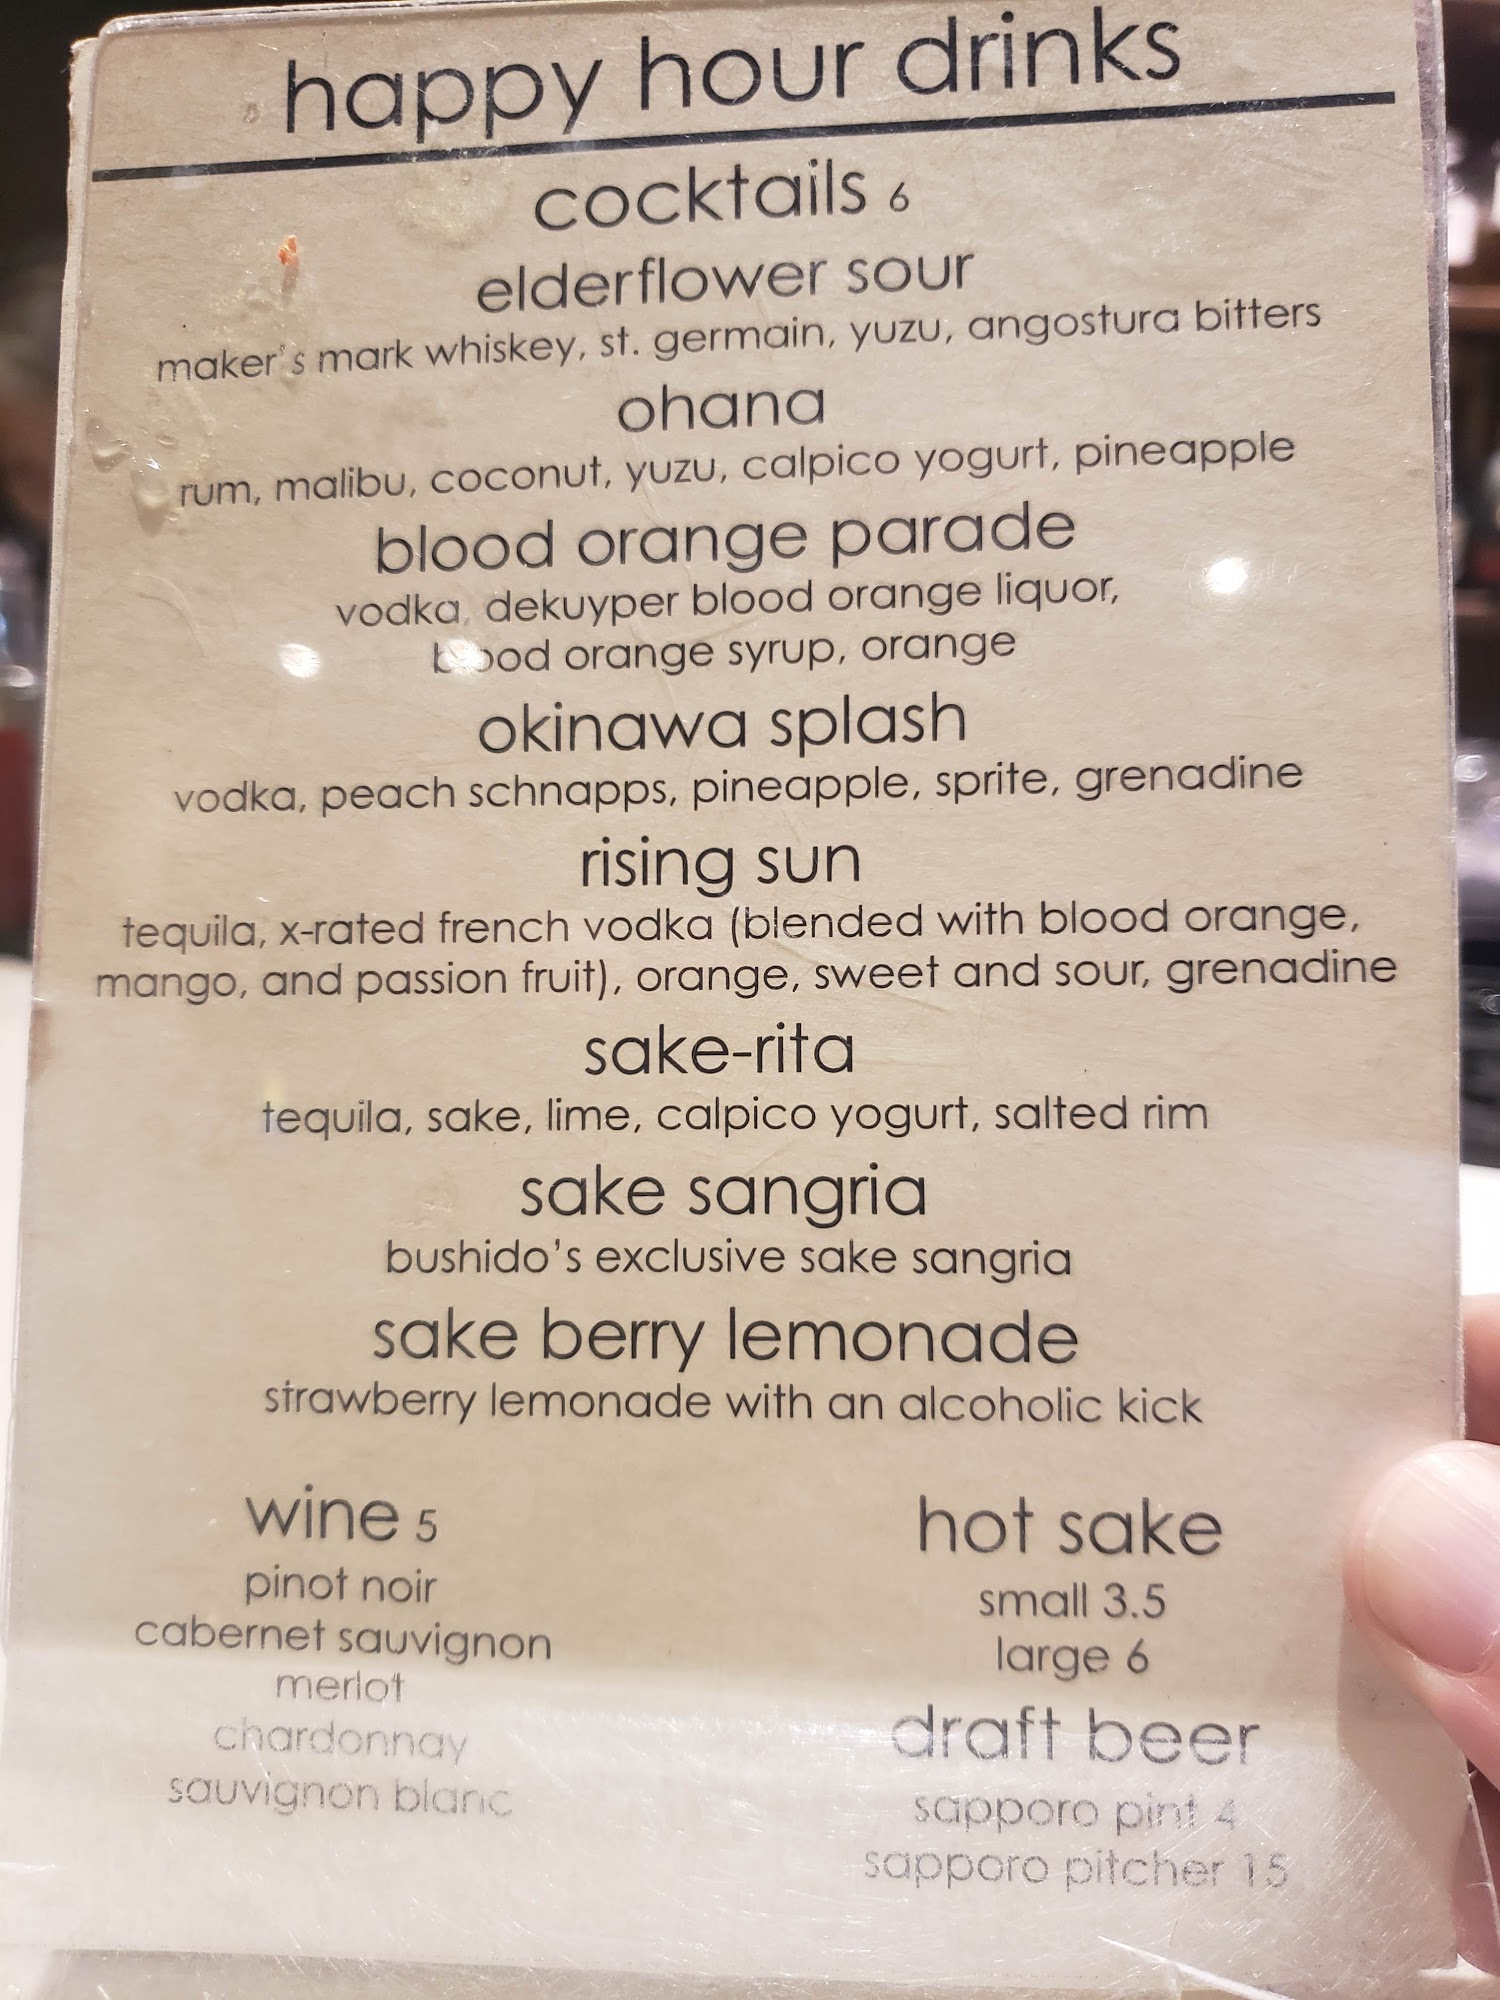 happy hour drinks
cocktails 6
elderflower sour
maker's mark whiskey, st. germain, yuzu, angostura bitters
ohana
rum, malibu, coconut, yuzu, calpico yogurt, pineapple
blood orange parade
vodka, dekuyper blood orange liquor,
blood orange syrup, orange
okinawa splash
vodka, peach schnapps, pineapple, sprite, grenadine
rising sun
tequila, x-rated french vodka (blended with blood orange,
mango, and passion fruit), orange, sweet and sour, grenadine
sake-rita
tequila, sake, lime, calpico yogurt, salted rim
sake sangria
bushido's exclusive sake sangria
sake berry lemonade
strawberry lemonade with an alcoholic kick
wine 5
pinot noir
cabernet sauvignon
merlot
chardonnay
sauvignon blanc
hot sake
small 3.5
large 6
draft beer
sapporo pint 4
sapporo pitcher 15